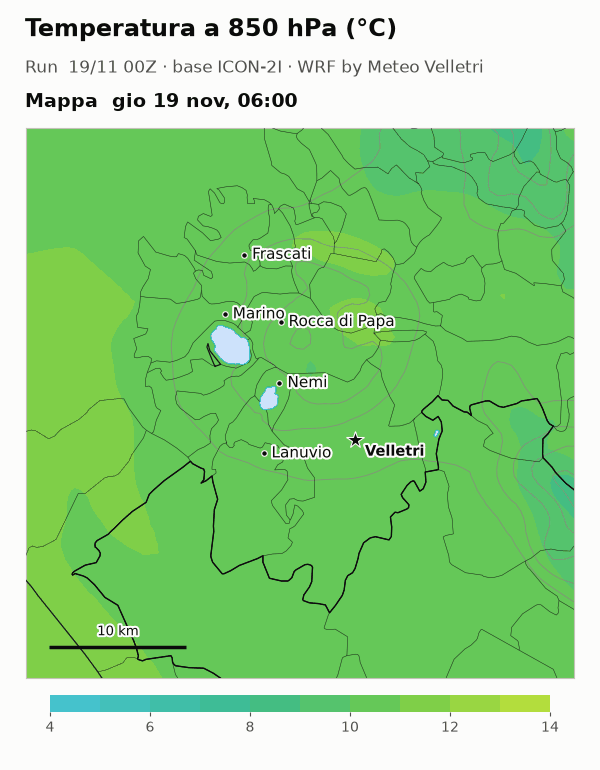 Temperatura a 850 hPa (°C)
Run  19/11 00Z · base ICON-2I · WRF by Meteo Velletri
Mappa  gio 19 nov, 06:00
Frascati
Marino
Rocca di Papa
Nemi
Velletri
Lanuvio
10 km
4 6 8 10 12 14